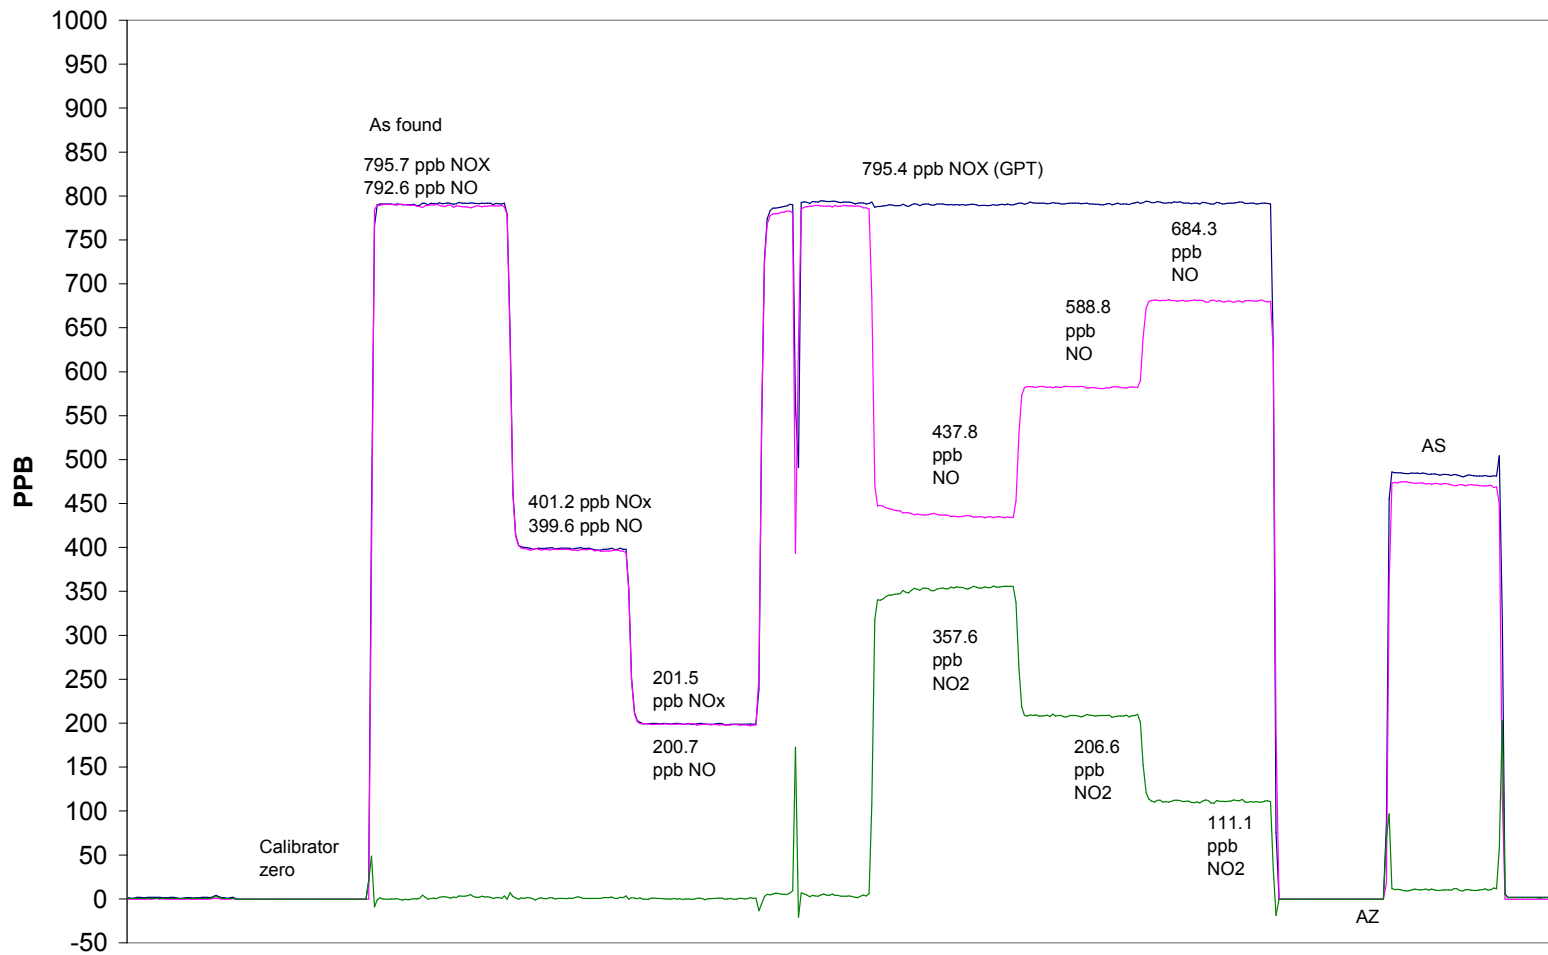 1000
950
900
850
800
750
700
650
600
550
500
450
400
350
300
250
200
150
100
50
0
-50
PPB
As found
795.7 ppb NOX
792.6 ppb NO
401.2 ppb NOx
399.6 ppb NO
201.5
ppb NOx
200.7
ppb NO
Calibrator
zero
795.4 ppb NOX (GPT)
437.8
ppb
NO
588.8
ppb
NO
684.3
ppb
NO
357.6
ppb
NO2
206.6
ppb
NO2
111.1
ppb
NO2
AZ
AS